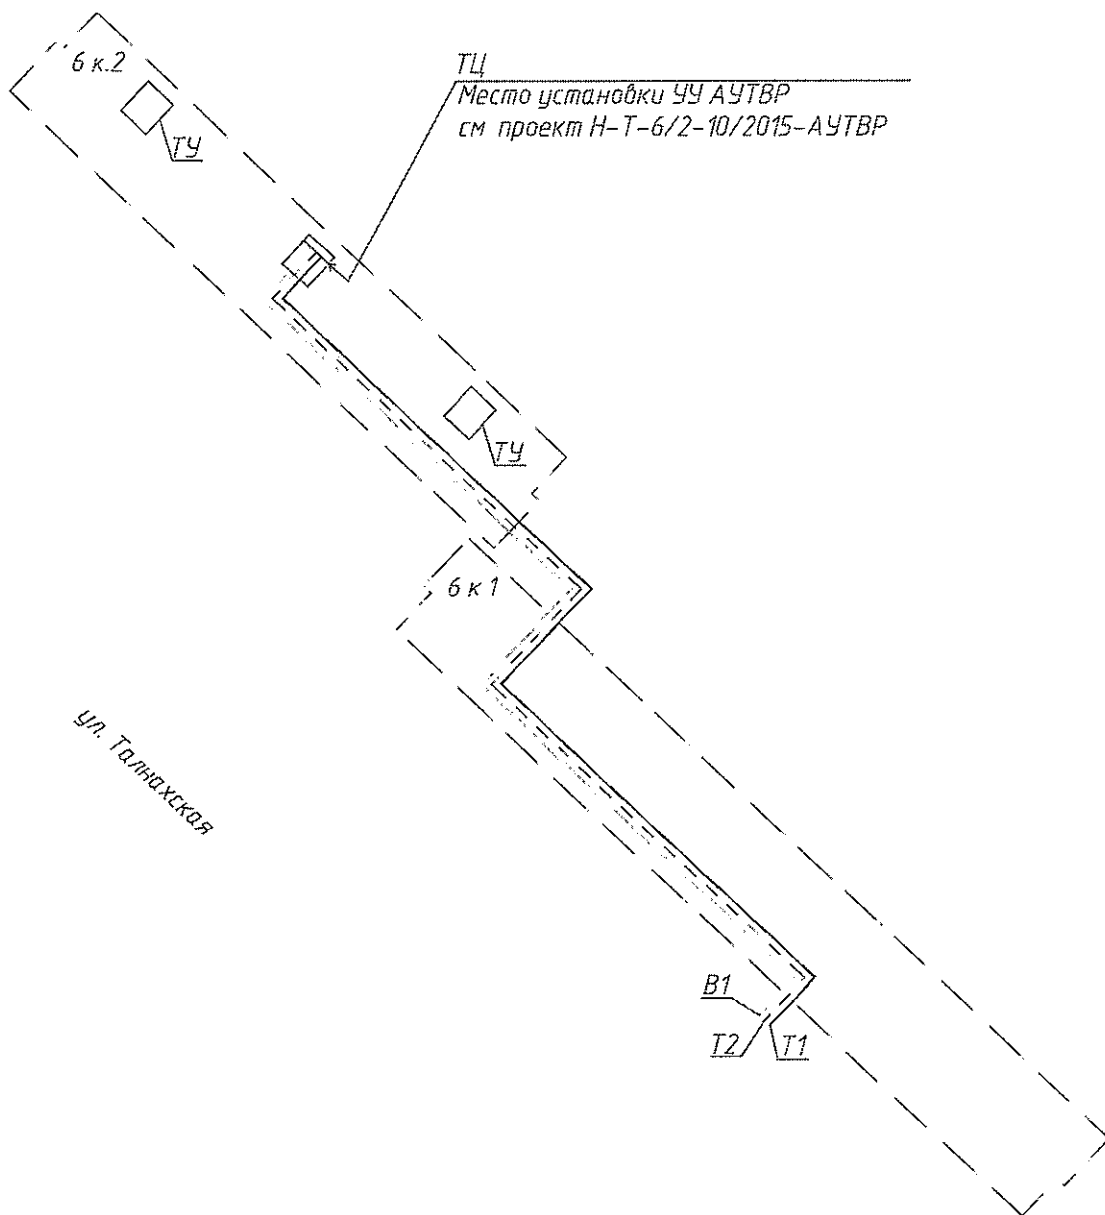 6 к.2
ТУ
ТЦ
Место установки УУ АУТВР
см проект Н-Т-6/2-10/2015-АУТВР
ТУ
6 к 1
ул. Талнахская
В1
Т2
Т1